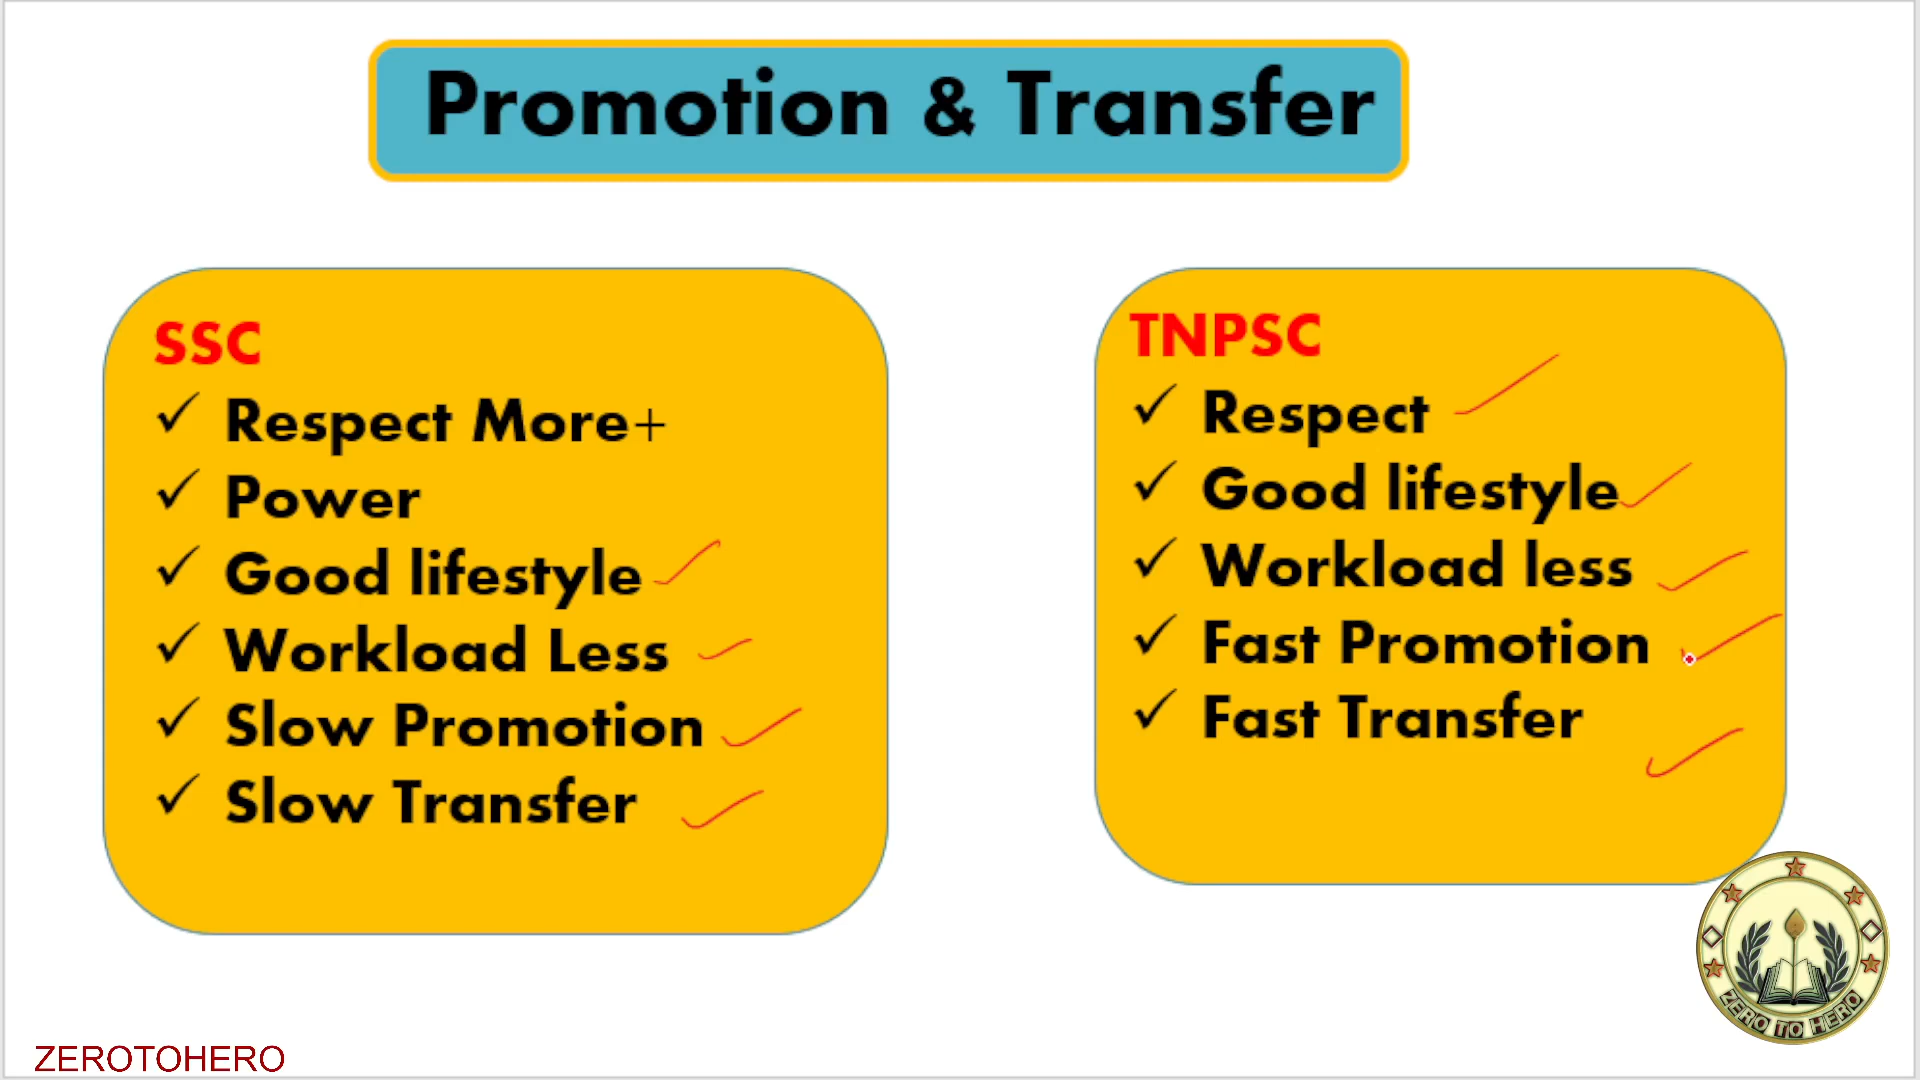 Promotion & Transfer
SSC
✓ Respect More+
✓ Power
✓ Good lifestyle
✓ Workload Less
✓ Slow Promotion
✓ Slow Transfer
TNPSC
✓ Respect
✓ Good lifestyle
✓ Workload less
✓ Fast Promotion
✓ Fast Transfer
ZERO TO HERO
ZEROTOHERO